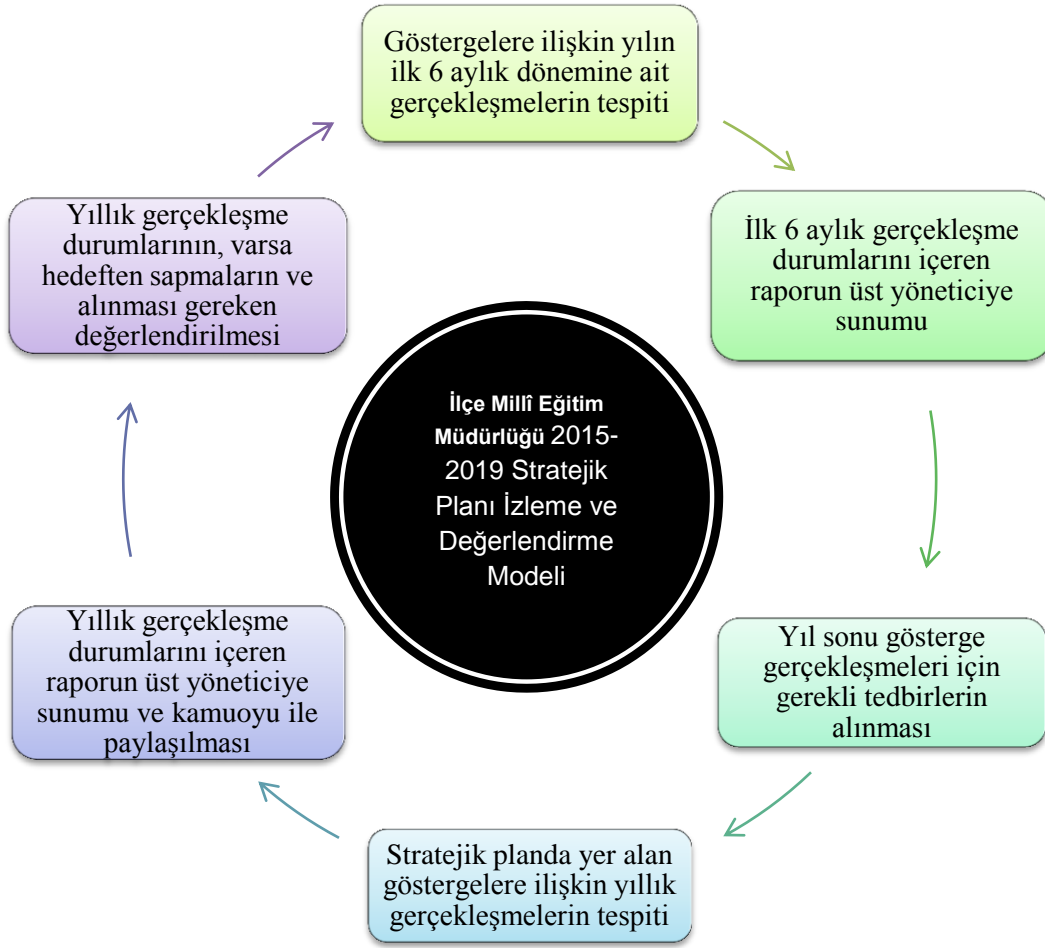 Göstergelere ilişkin yılın
ilk 6 aylık dönemine ait
gerçekleşmelerin tespiti
İlk 6 aylık gerçekleşme
durumlarını içeren
raporun üst yöneticiye
sunumu
Yıl sonu gösterge
gerçekleşmeleri için
gerekli tedbirlerin
alınması
Stratejik planda yer alan
göstergelere ilişkin yıllık
gerçekleşmelerin tespiti
Yıllık gerçekleşme
durumlarını içeren
raporun üst yöneticiye
sunumu ve kamuoyu ile
paylaşılması
Yıllık gerçekleşme
durumlarının, varsa
hedeften sapmaların ve
alınması gereken
değerlendirilmesi
İlçe Millî Eğitim
Müdürlüğü 2015-
2019 Stratejik
Planı İzleme ve
Değerlendirme
Modeli